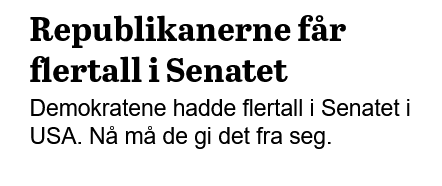 Republikanerne får
flertall i Senatet
Demokratene hadde flertall i Senatet i
USA. Nå må de gi det fra seg.